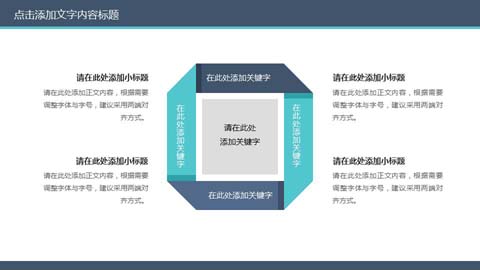 点击添加文字内容标题
请在此处添加小标题
请在此处添加正文内容，根据需要
调整字体与字号，建议采用两端对
齐方式。
请在此处添加小标题
请在此处添加正文内容，根据需要
调整字体与字号，建议采用两端对
齐方式。
在此处添加关键字
在此处添加关键字
请在此处
添加关键字
在此处添加关键字
在此处添加关键字
请在此处添加小标题
请在此处添加正文内容，根据需要
调整字体与字号，建议采用两端对
齐方式。
请在此处添加小标题
请在此处添加正文内容，根据需要
调整字体与字号，建议采用两端对
齐方式。